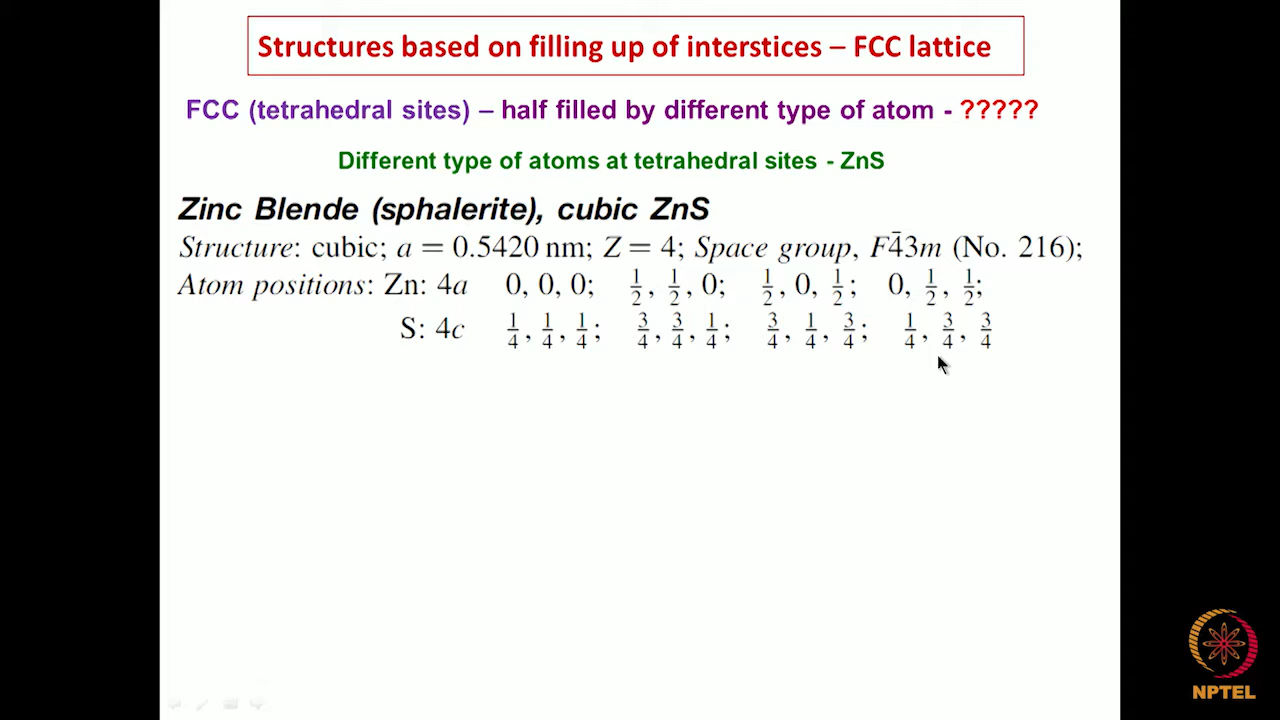 Structures based on filling up of interstices – FCC lattice
FCC (tetrahedral sites) – half filled by different type of atom - ?????
Different type of atoms at tetrahedral sites - ZnS
Zinc Blende (sphalerite), cubic ZnS
Structure: cubic; a = 0.5420 nm; Z = 4; Space group, F4̄3m (No. 216);
Atom positions: Zn: 4a 0, 0, 0; 1/2, 1/2, 0; 1/2, 0, 1/2; 0, 1/2, 1/2;
S: 4c 1/4, 1/4, 1/4; 3/4, 3/4, 1/4; 3/4, 1/4, 3/4; 1/4, 3/4, 3/4
NPTEL